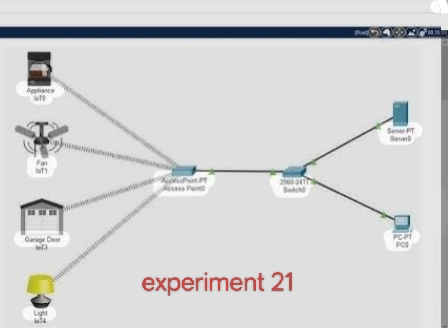 [Root]
Appliance
IoT0
Fan
IoT1
AccessPoint-PT
Access Point0
Server-PT
Server0
2960-24TT
Switch0
Garage Door
IoT3
PC-PT
PC0
Light
IoT4
experiment 21